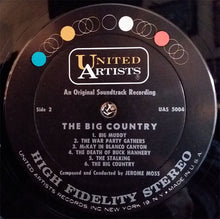 UNITED
ARTISTS
An Original Soundtrack Recording
Side 2
UAS 5004
THE BIG COUNTRY
1. BIG MUDDY
2. THE WAR PARTY GATHERS
3. McKAY IN BLANCO CANYON
4. THE DEATH OF BUCK HANNERY
5. THE STALKING
6. THE BIG COUNTRY
Composed and Conducted by JEROME MOSS
HIGH FIDELITY STEREO
UNITED ARTISTS RECORDS INC NEW YORK 19, N.Y. MADE IN U.S.A.